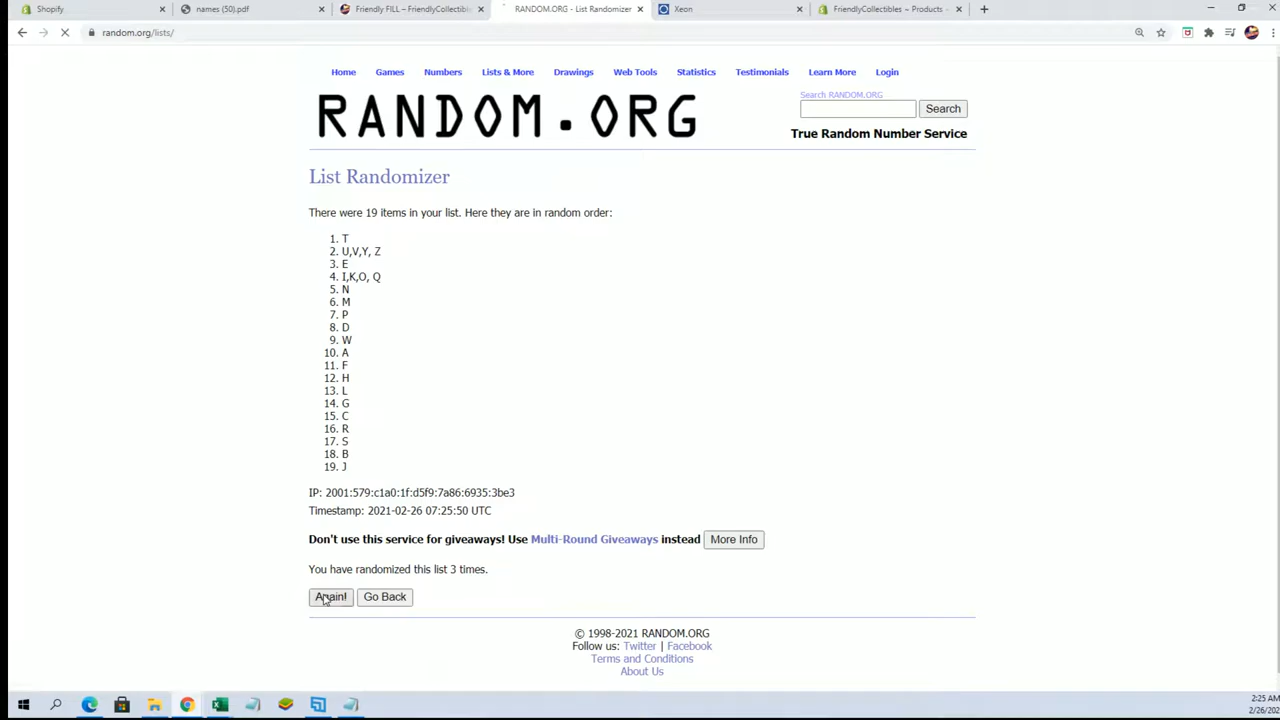 Shopify
names (50).pdf
Friendly FILL – FriendlyCollectible
RANDOM.ORG - List Randomizer
Xeon
FriendlyCollectibles ~ Products ~
random.org/lists/
Home Games Numbers Lists & More Drawings Web Tools Statistics Testimonials Learn More Login
RANDOM.ORG
Search RANDOM.ORG
Search
True Random Number Service
List Randomizer
There were 19 items in your list. Here they are in random order:
1. T
2. U,V,Y, Z
3. E
4. I,K,O, Q
5. N
6. M
7. P
8. D
9. W
10. A
11. F
12. H
13. L
14. G
15. C
16. R
17. S
18. B
19. J
IP: 2001:579:c1a0:1f:d5f9:7a86:6935:3be3
Timestamp: 2021-02-26 07:25:50 UTC
Don't use this service for giveaways! Use Multi-Round Giveaways instead More Info
You have randomized this list 3 times.
Again! Go Back
© 1998-2021 RANDOM.ORG
Follow us: Twitter | Facebook
Terms and Conditions
About Us
2:25 AM
2/26/202